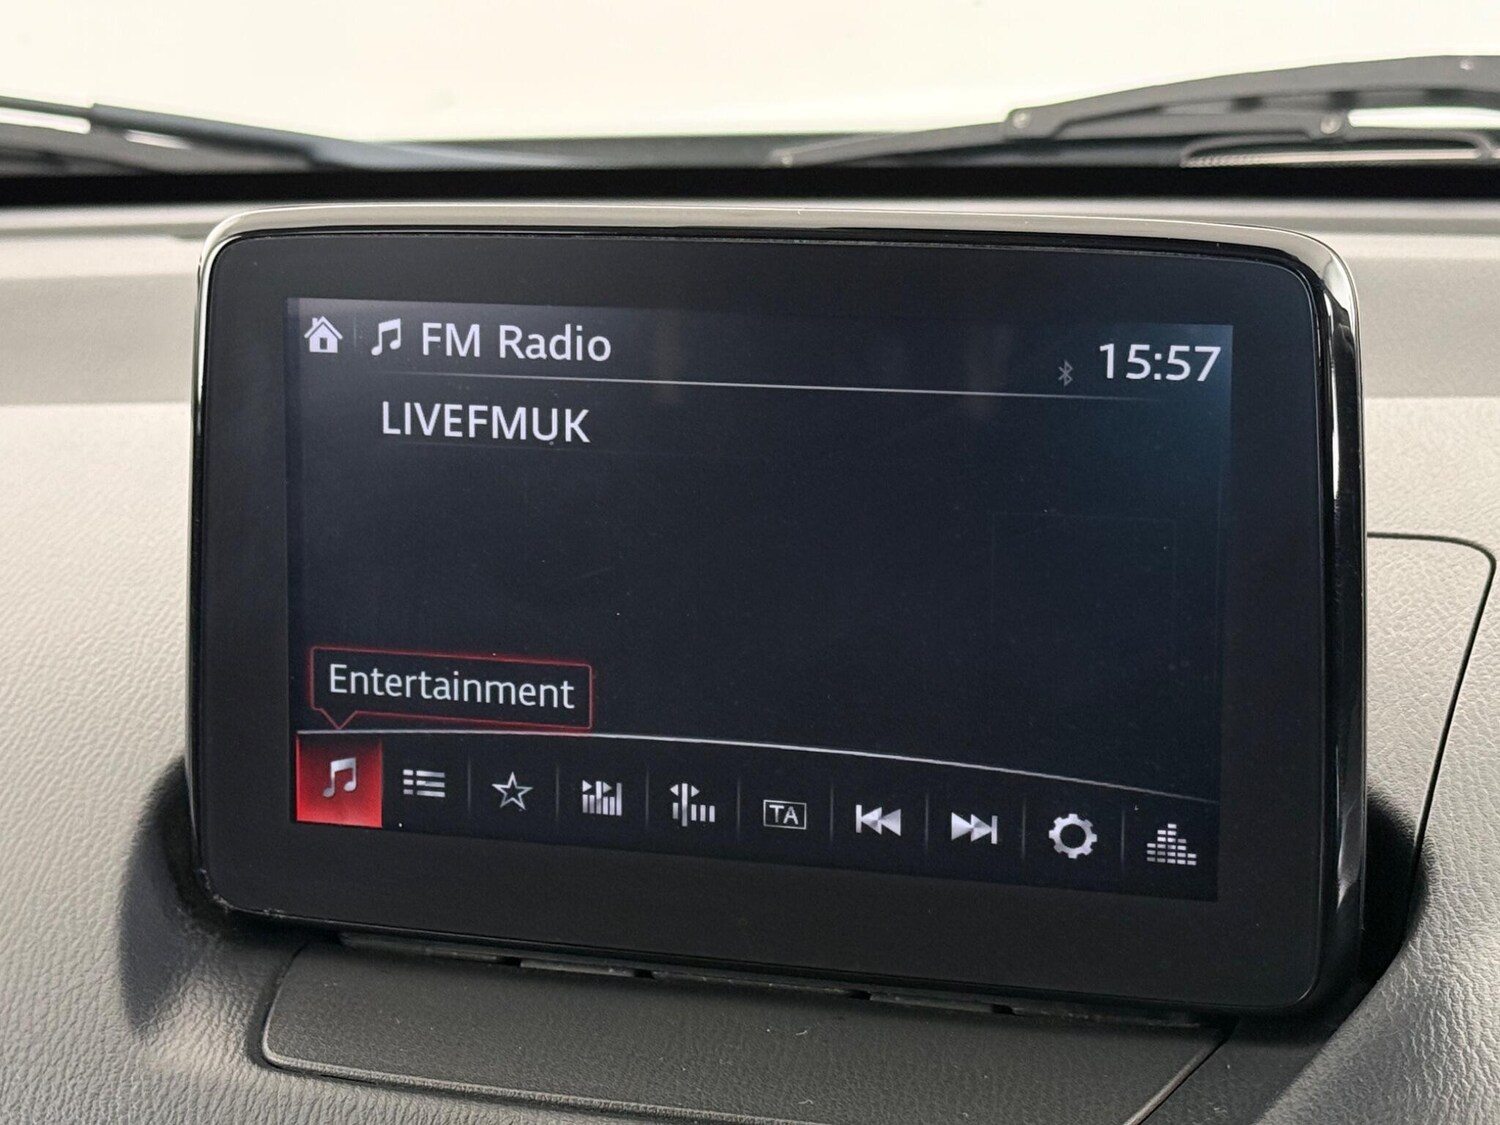 FM Radio
15:57
LIVEFMUK
Entertainment
TA